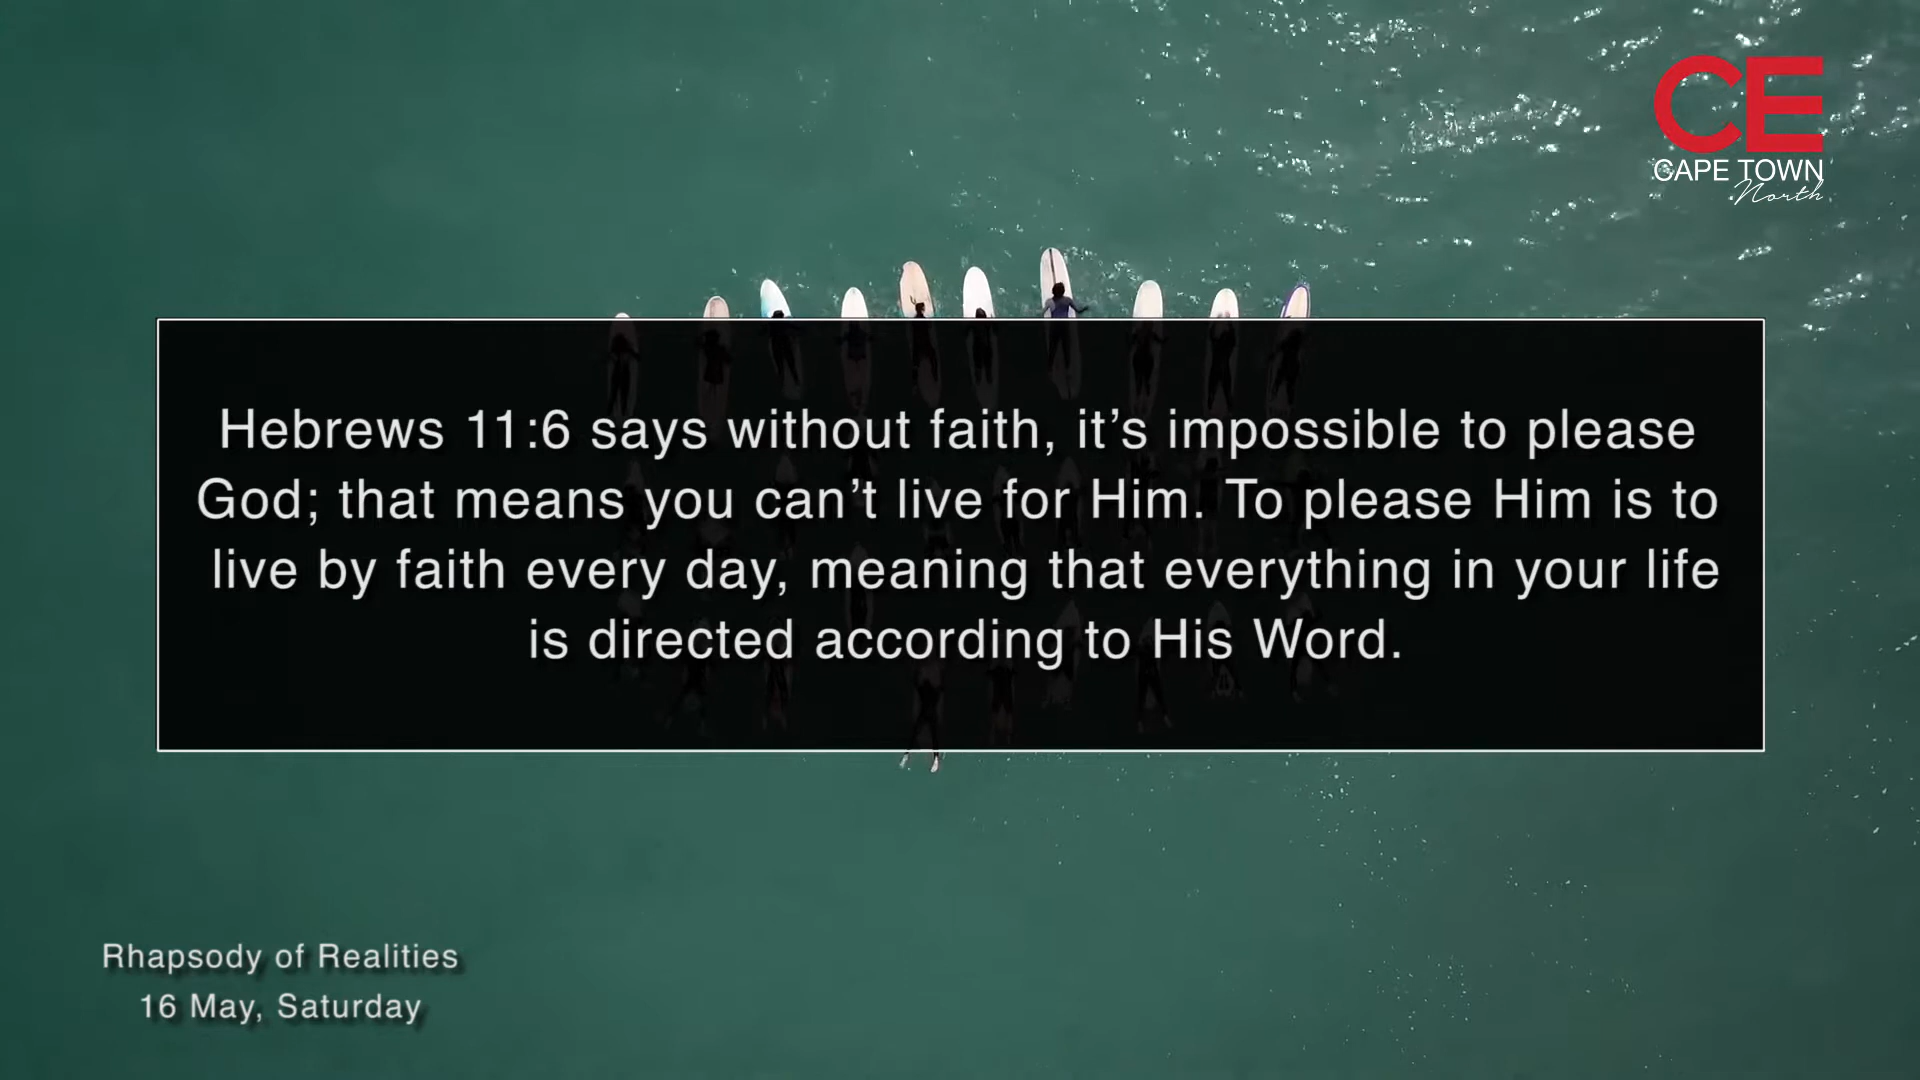 CE
CAPE TOWN
North
Hebrews 11:6 says without faith, it’s impossible to please
God; that means you can’t live for Him. To please Him is to
live by faith every day, meaning that everything in your life
is directed according to His Word.
Rhapsody of Realities
16 May, Saturday